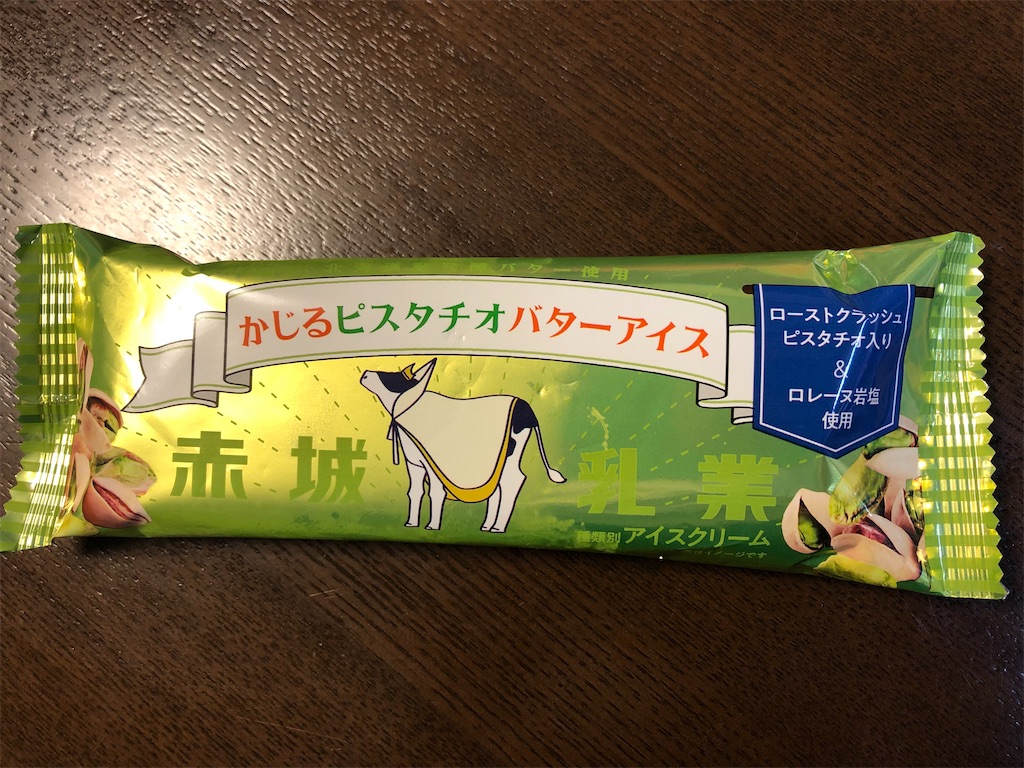 バター使用
かじるピスタチオバターアイス
ローストクラッシュ
ピスタチオ入り
&
ロレーヌ岩塩
使用
赤城 乳業
種類別 アイスクリーム